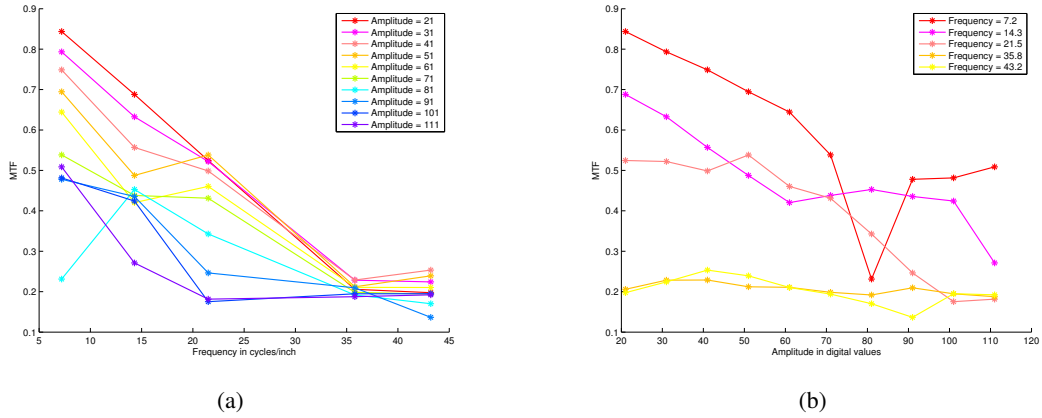 0.9
0.8
0.7
0.6
0.5
0.4
0.3
0.2
0.1
MTF
5 10 15 20 25 30 35 40 45
Frequency in cycles/inch
Amplitude = 21
Amplitude = 31
Amplitude = 41
Amplitude = 51
Amplitude = 61
Amplitude = 71
Amplitude = 81
Amplitude = 91
Amplitude = 101
Amplitude = 111
(a)
0.9
0.8
0.7
0.6
0.5
0.4
0.3
0.2
0.1
MTF
20 30 40 50 60 70 80 90 100 110 120
Amplitude in digital values
Frequency = 7.2
Frequency = 14.3
Frequency = 21.5
Frequency = 35.8
Frequency = 43.2
(b)